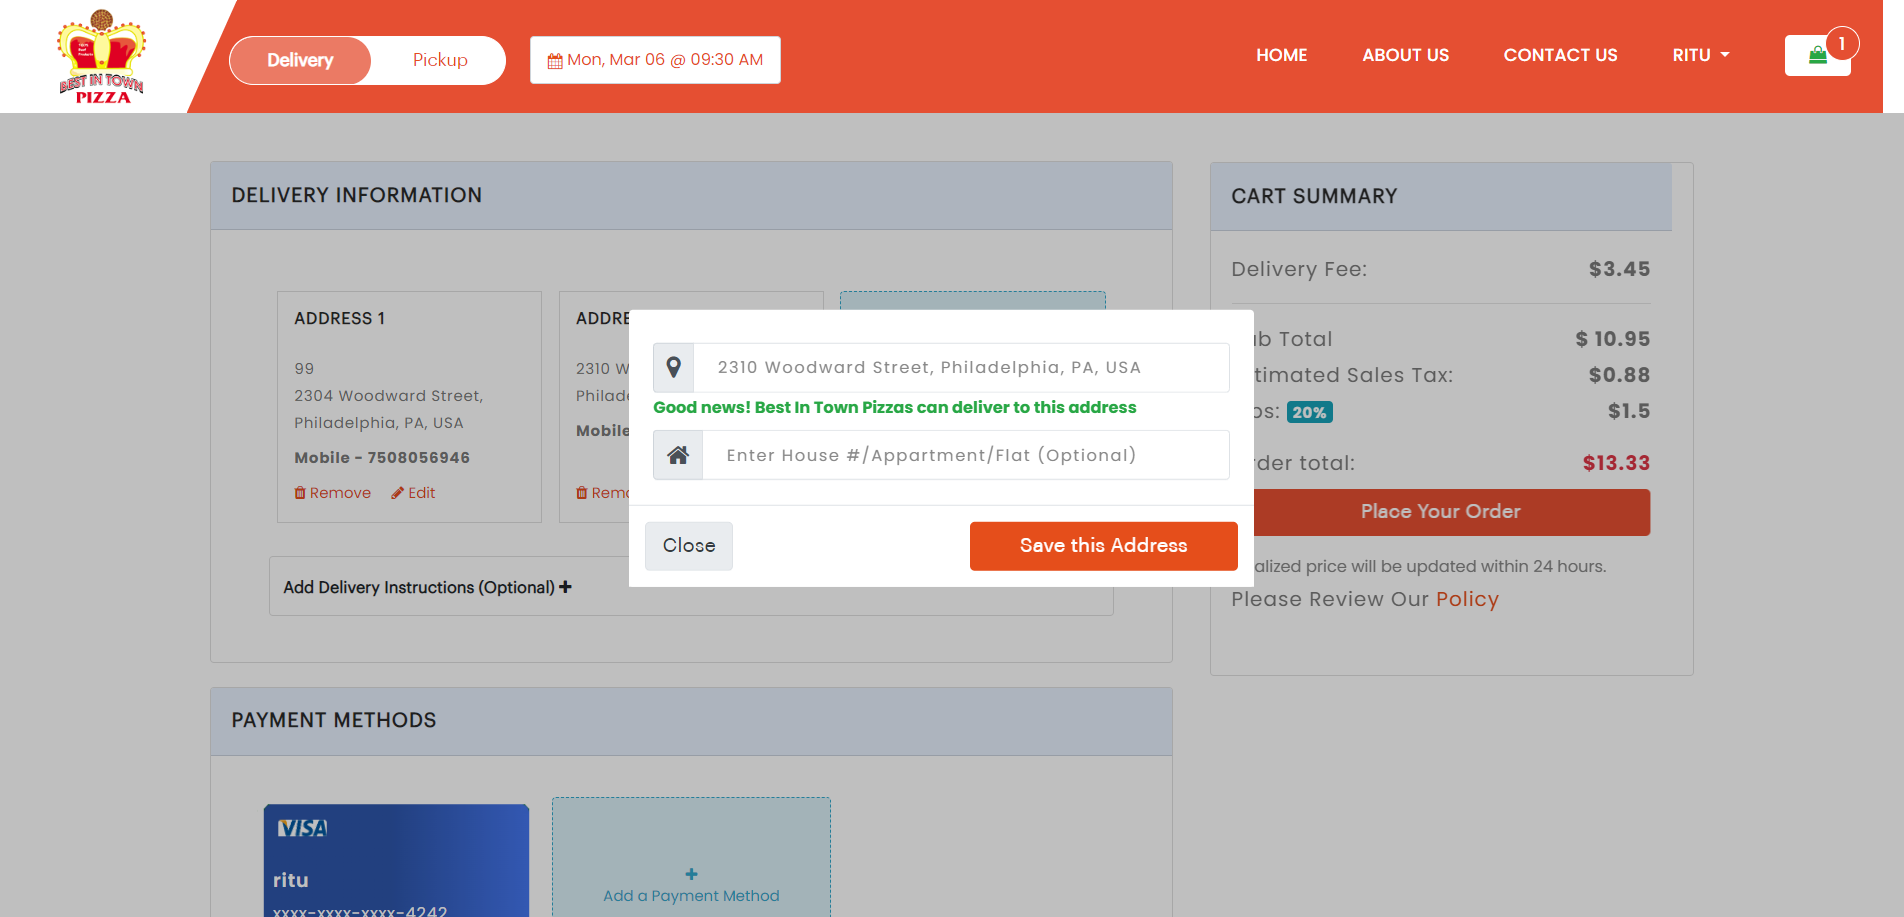 BEST IN TOWN
PIZZA
Delivery
Pickup
Mon, Mar 06 @ 09:30 AM
HOME
ABOUT US
CONTACT US
RITU
1
DELIVERY INFORMATION
ADDRESS 1
99
2304 Woodward Street,
Philadelphia, PA, USA
Mobile - 7508056946
Remove
Edit
ADDRE
2310 W
Philade
Mobile
Remo
2310 Woodward Street, Philadelphia, PA, USA
Good news! Best In Town Pizzas can deliver to this address
Enter House #/Appartment/Flat (Optional)
Close
Save this Address
Add Delivery Instructions (Optional)
CART SUMMARY
Delivery Fee: $3.45
ub Total $ 10.95
timated Sales Tax: $0.88
ps: 20% $1.5
rder total: $13.33
Place Your Order
alized price will be updated within 24 hours.
Please Review Our Policy
PAYMENT METHODS
VISA
ritu
xxxx-xxxx-xxxx-4242
Add a Payment Method